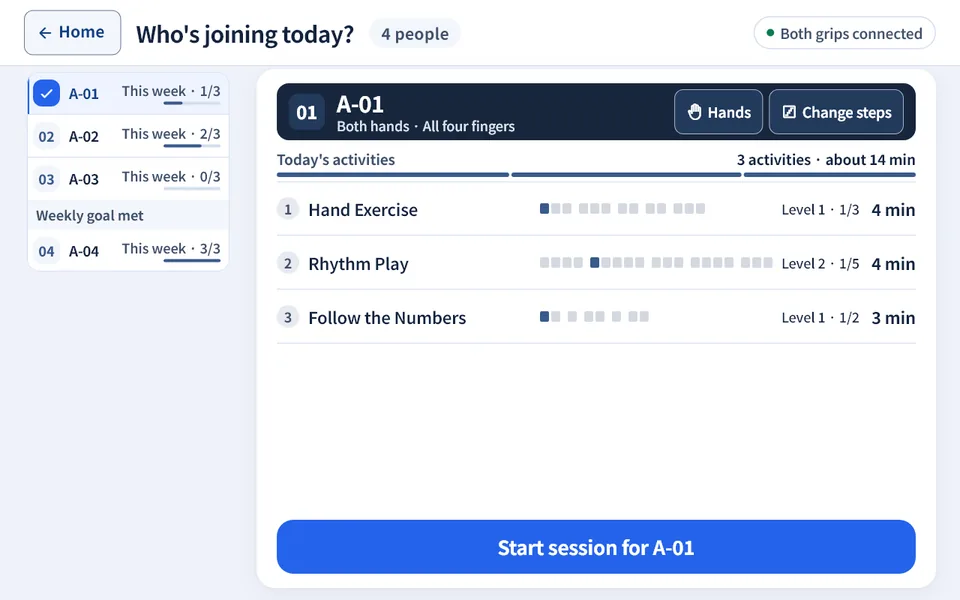 ← Home
Who's joining today?
4 people
Both grips connected
A-01
This week · 1/3
02
A-02
This week · 2/3
03
A-03
This week · 0/3
Weekly goal met
04
A-04
This week · 3/3
01
A-01
Both hands · All four fingers
Hands
Change steps
Today's activities
3 activities · about 14 min
1
Hand Exercise
Level 1 · 1/3
4 min
2
Rhythm Play
Level 2 · 1/5
4 min
3
Follow the Numbers
Level 1 · 1/2
3 min
Start session for A-01